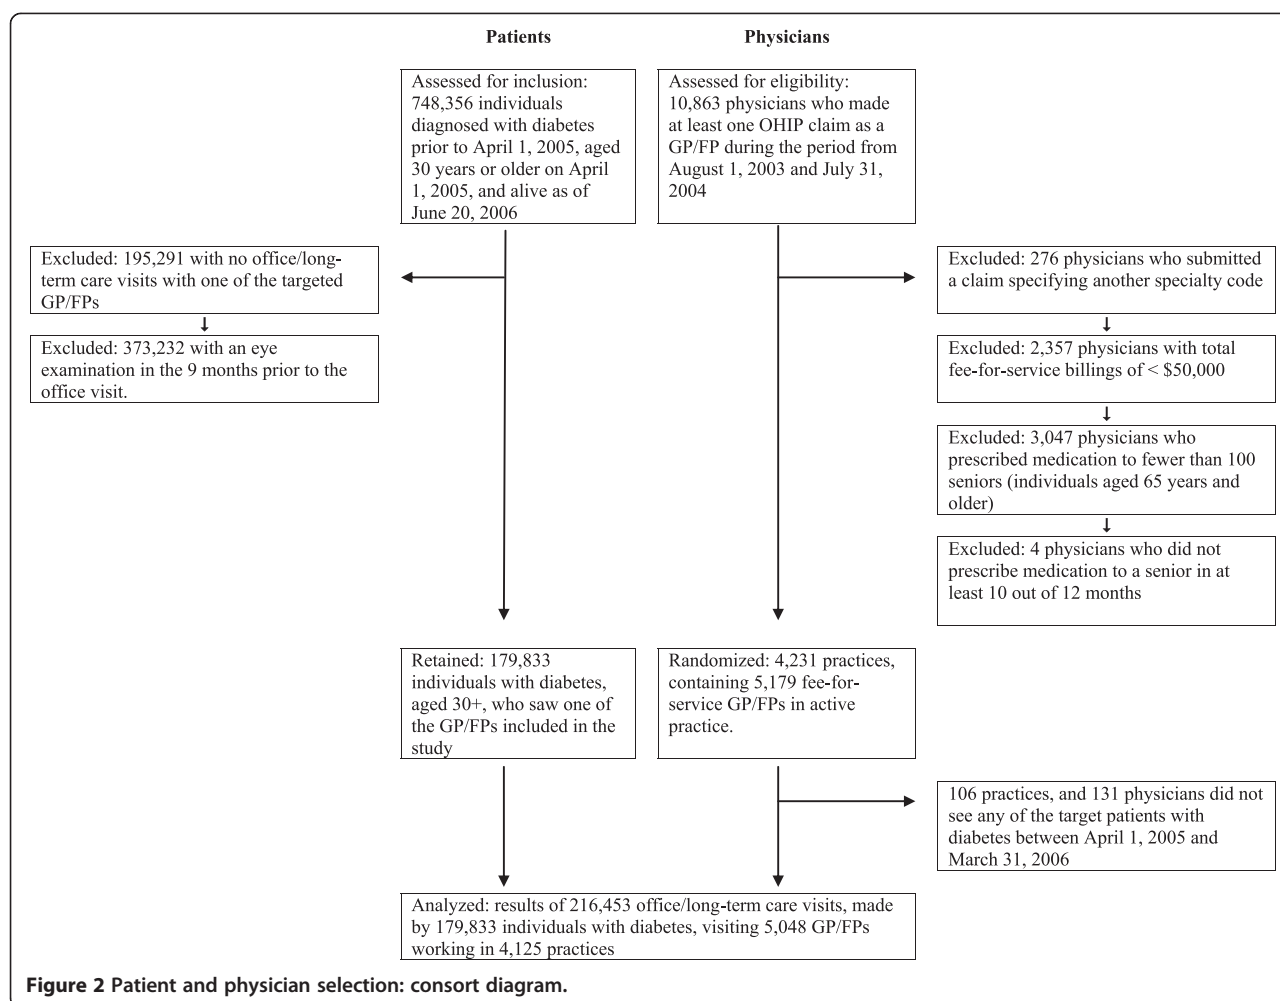 Patients
Physicians
Assessed for inclusion:
748,356 individuals
diagnosed with diabetes
prior to April 1, 2005, aged
30 years or older on April
1, 2005, and alive as of
June 20, 2006
Assessed for eligibility:
10,863 physicians who made
at least one OHIP claim as a
GP/FP during the period from
August 1, 2003 and July 31,
2004
Excluded: 195,291 with no office/long-
term care visits with one of the targeted
GP/FPs
Excluded: 373,232 with an eye
examination in the 9 months prior to the
office visit.
Excluded: 276 physicians who submitted
a claim specifying another specialty code
Excluded: 2,357 physicians with total
fee-for-service billings of < $50,000
Excluded: 3,047 physicians who
prescribed medication to fewer than 100
seniors (individuals aged 65 years and
older)
Excluded: 4 physicians who did not
prescribe medication to a senior in at
least 10 out of 12 months
Retained: 179,833
individuals with diabetes,
aged 30+, who saw one of
the GP/FPs included in the
study
Randomized: 4,231 practices,
containing 5,179 fee-for-
service GP/FPs in active
practice.
106 practices, and 131 physicians did not
see any of the target patients with
diabetes between April 1, 2005 and
March 31, 2006
Analyzed: results of 216,453 office/long-term care visits, made
by 179,833 individuals with diabetes, visiting 5,048 GP/FPs
working in 4,125 practices
Figure 2 Patient and physician selection: consort diagram.